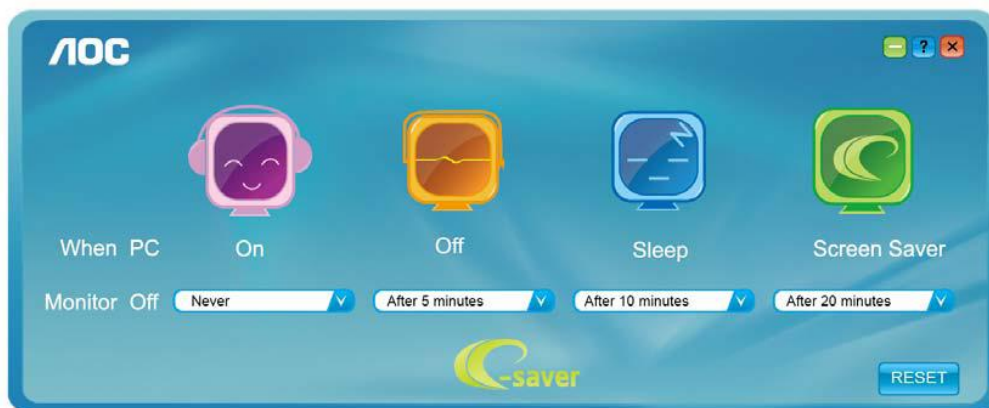 AOC
?
When PC On Off Sleep Screen Saver
Monitor Off Never After 5 minutes After 10 minutes After 20 minutes
e-saver
RESET